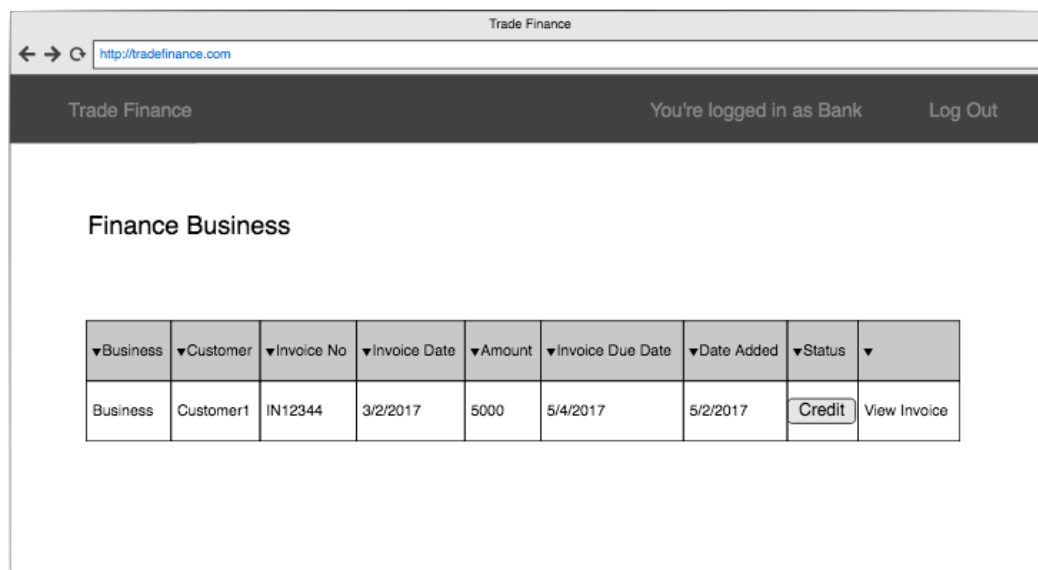 Trade Finance
http://tradefinance.com
Trade Finance You're logged in as Bank Log Out
Finance Business
▼Business ▼Customer ▼Invoice No ▼Invoice Date ▼Amount ▼Invoice Due Date ▼Date Added ▼Status ▼
Business Customer1 IN12344 3/2/2017 5000 5/4/2017 5/2/2017 Credit View Invoice